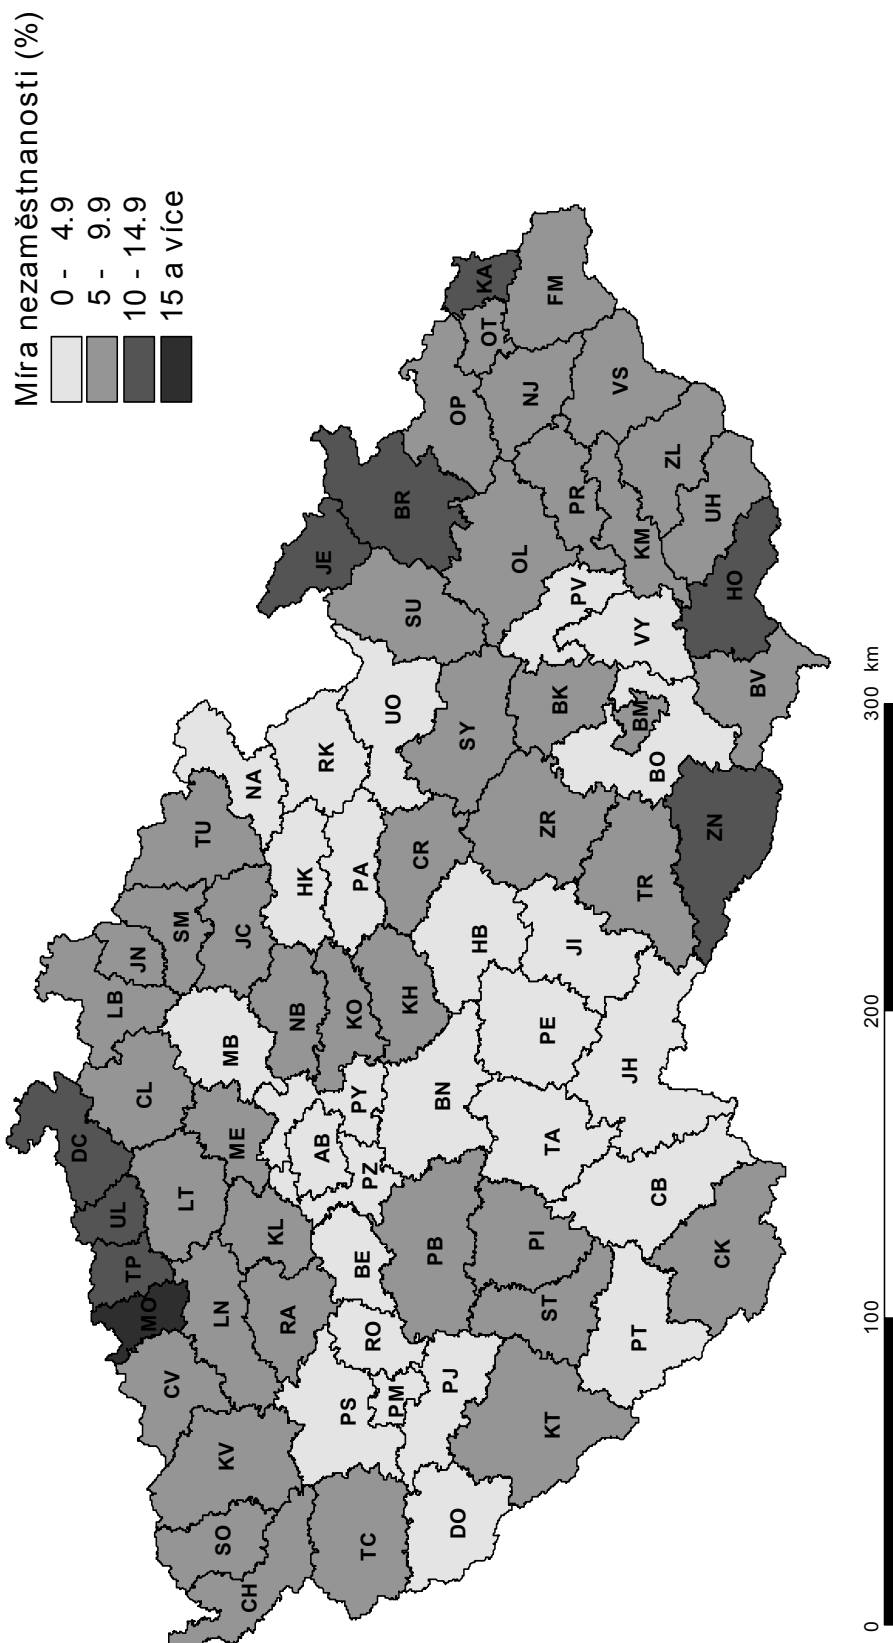 Míra nezaměstnanosti (%)
0 - 4.9
5 - 9.9
10 - 14.9
15 a více
DC
LB
JN
SM
TU
NA
UL
CL
TP
MO
LT
ME
MB
JC
HK
RK
JE
BR
CV
LN
KL
NB
UO
SU
OP
OT
KA
SO
KV
RA
AB
PY
KO
PA
CH
BE
PZ
KH
CR
SY
OL
NJ
FM
PS
RO
TC
PM
PJ
PB
BN
HB
ZR
BK
PV
PR
VS
DO
KT
ST
PI
TA
PE
JI
TR
BM
BO
VY
KM
ZL
UH
PT
CB
JH
ZN
BV
HO
CK
0
100
200
300 km